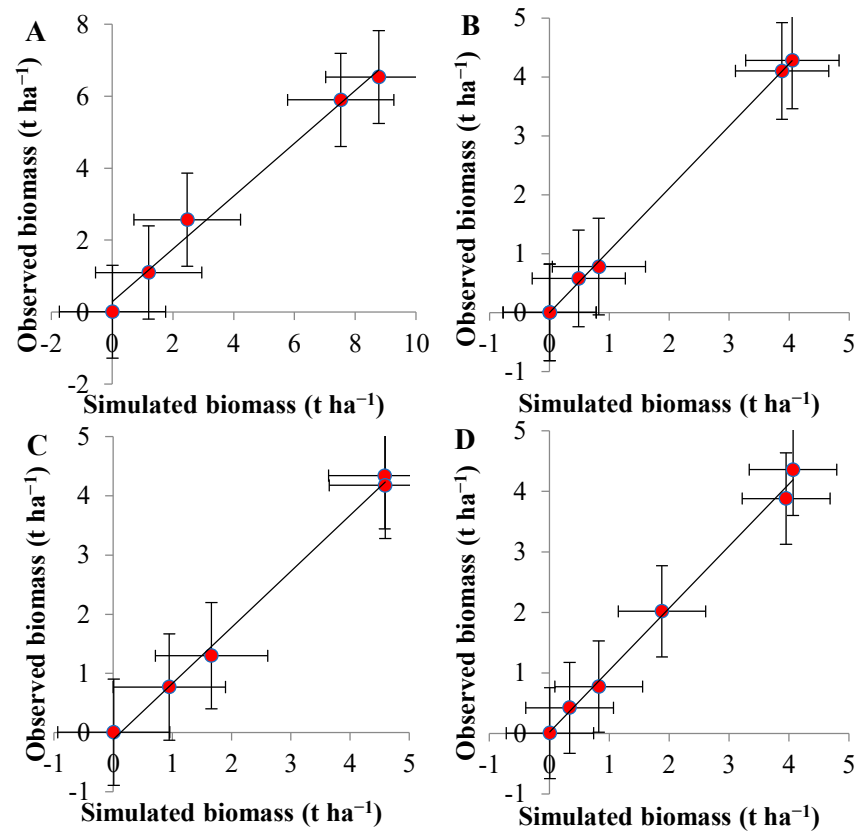 A
Observed biomass (t ha⁻¹)
8
6
4
2
0
-2
-2 0 2 4 6 8 10
Simulated biomass (t ha⁻¹)
B
Observed biomass (t ha⁻¹)
5
4
3
2
1
0
-1
-1 0 1 2 3 4 5
Simulated biomass (t ha⁻¹)
C
Observed biomass (t ha⁻¹)
5
4
3
2
1
0
-1
-1 0 1 2 3 4 5
Simulated biomass (t ha⁻¹)
D
Observed biomass (t ha⁻¹)
5
4
3
2
1
0
-1
-1 0 1 2 3 4 5
Simulated biomass (t ha⁻¹)